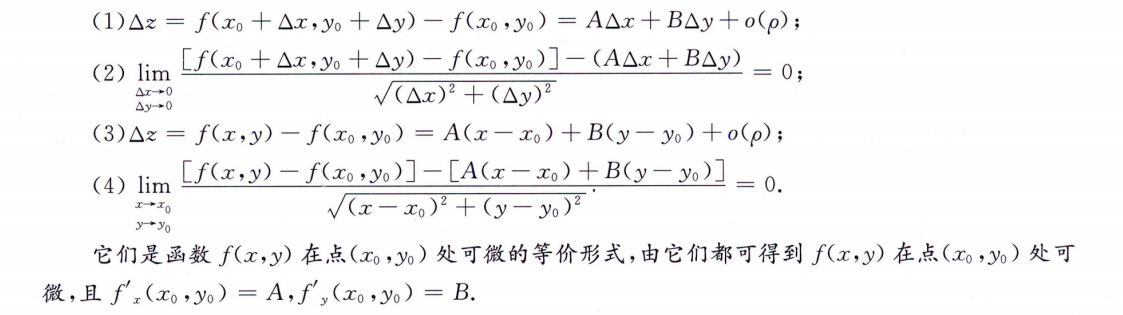 (1)Δz = f(x₀+Δx,y₀+Δy)−f(x₀,y₀) = AΔx+BΔy+o(ρ);
(2) lim_{Δx→0 Δy→0} [f(x₀+Δx,y₀+Δy)−f(x₀,y₀)]−(AΔx+BΔy) / √((Δx)²+(Δy)²) = 0;
(3)Δz = f(x,y)−f(x₀,y₀) = A(x−x₀)+B(y−y₀)+o(ρ);
(4) lim_{x→x₀ y→y₀} [f(x,y)−f(x₀,y₀)]−[A(x−x₀)+B(y−y₀)] / √((x−x₀)²+(y−y₀)²) = 0.
它们是函数 f(x,y)在点(x₀,y₀)处可微的等价形式,由它们都可得到 f(x,y)在点(x₀,y₀)处可
微,且 f′ₓ(x₀,y₀) = A,f′_y(x₀,y₀) = B.